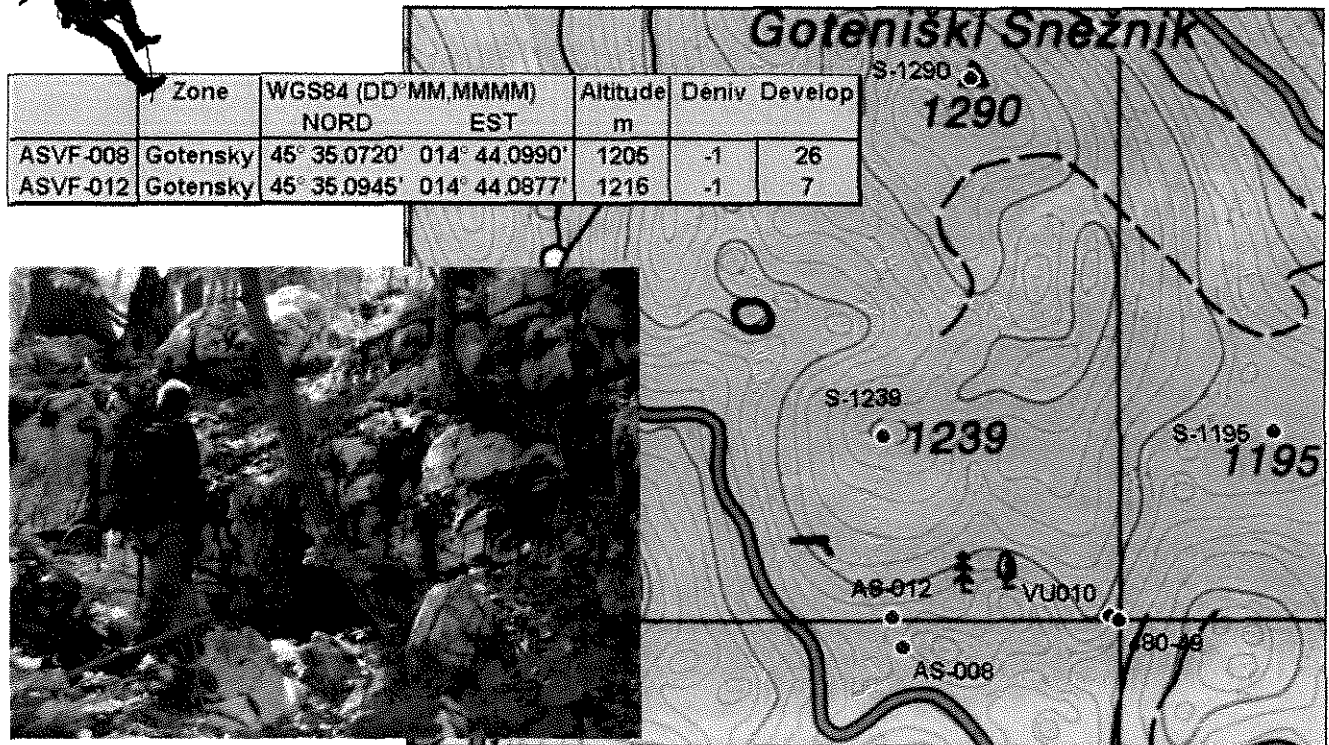 Goteniški Snežnik
S-1290
1290
Zone WGS84 (DD°MM,MMMM) Altitude Deniv Develop
NORD EST m
ASVF-008 Gotensky 45° 35.0720' 014° 44.0990' 1205 -1 26
ASVF-012 Gotensky 45° 35.0945' 014° 44.0877' 1216 -1 7
S-1239
1239
S-1195
1195
AS-012
VU010
AS-008